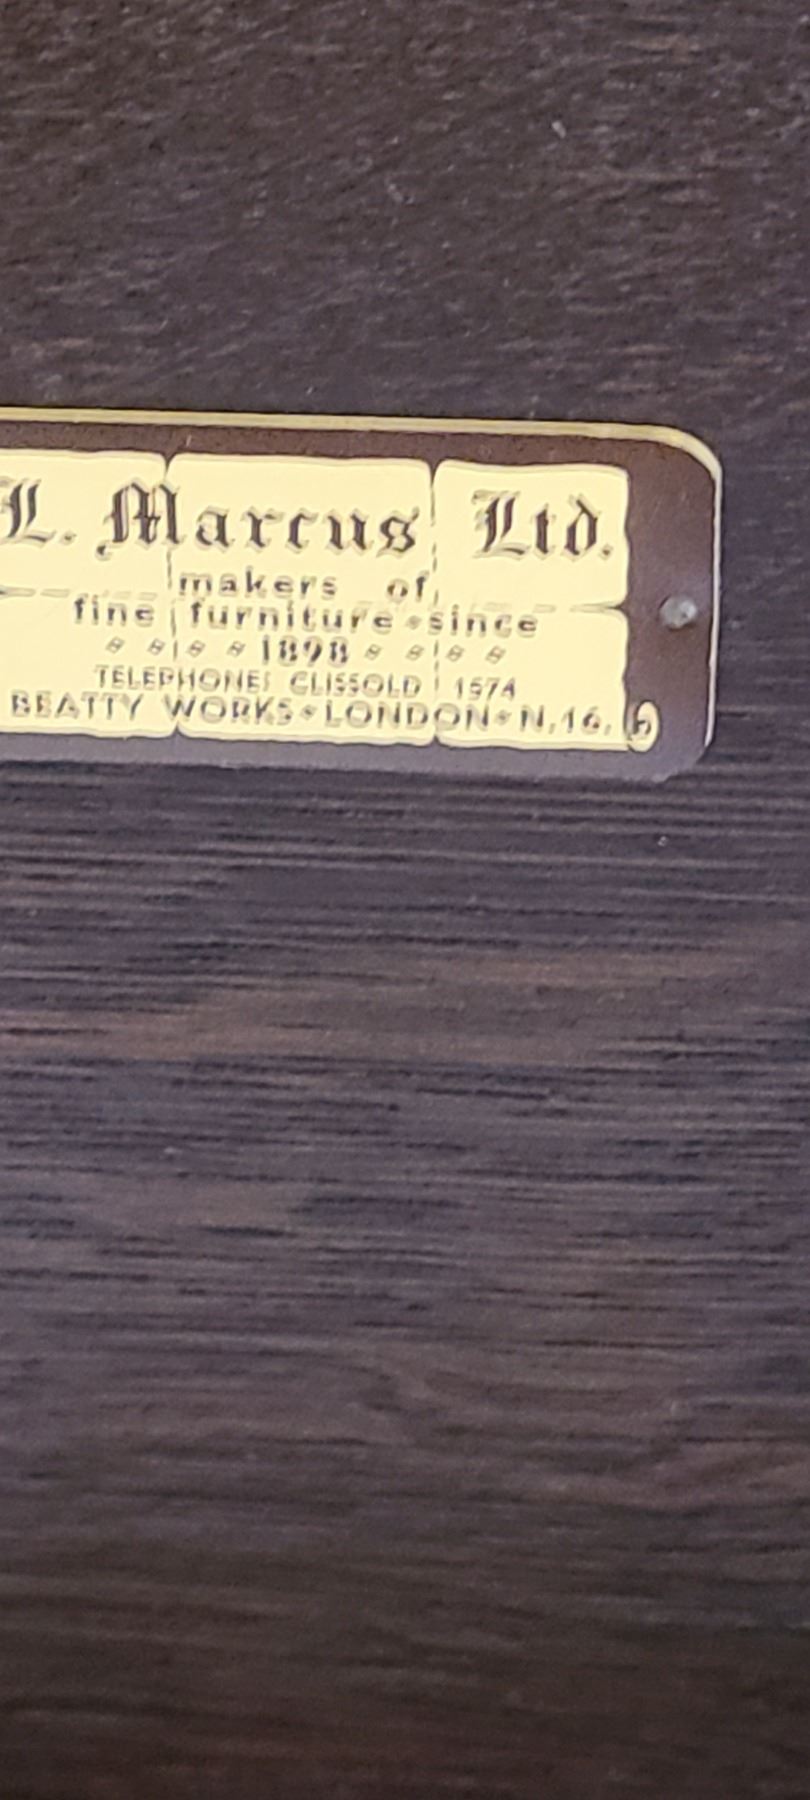 L. Marcus Ltd.
makers of
fine furniture since
1898
TELEPHONE: CLISSOLD 1574
BEATTY WORKS LONDON N.16.